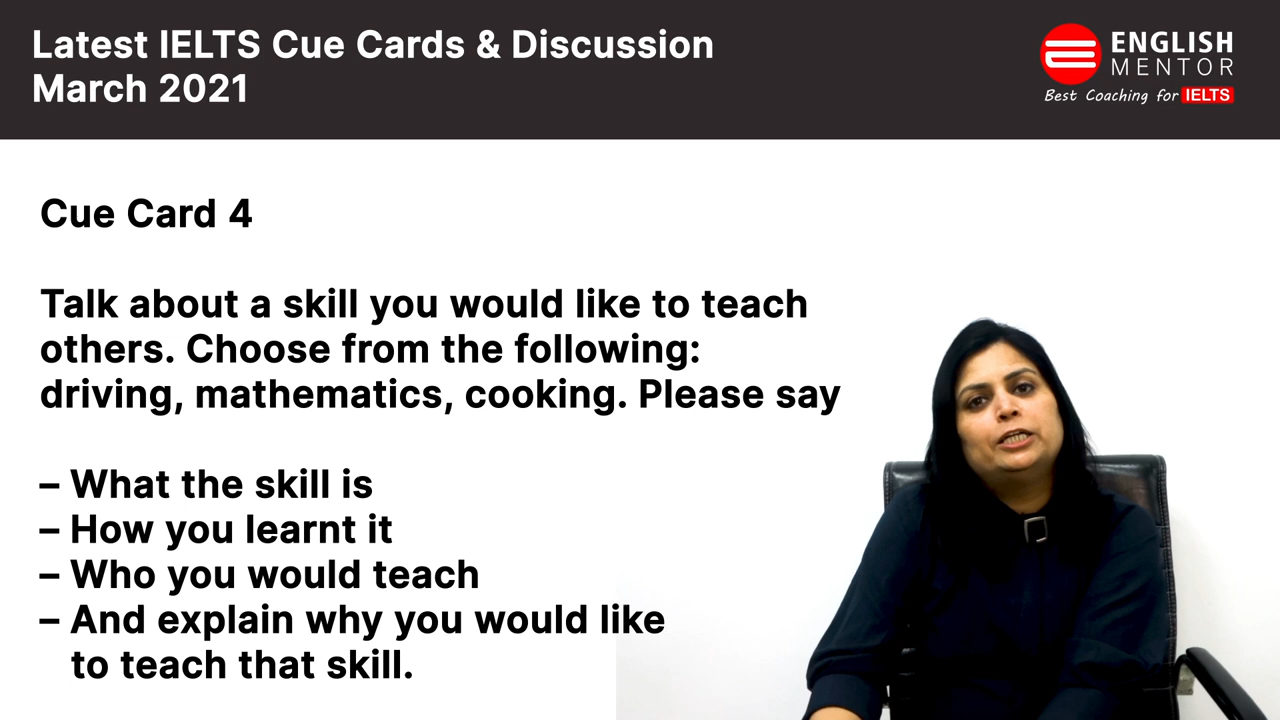 Latest IELTS Cue Cards & Discussion
March 2021
ENGLISH
MENTOR
Best Coaching for IELTS
Cue Card 4
Talk about a skill you would like to teach
others. Choose from the following:
driving, mathematics, cooking. Please say
– What the skill is
– How you learnt it
– Who you would teach
– And explain why you would like
to teach that skill.